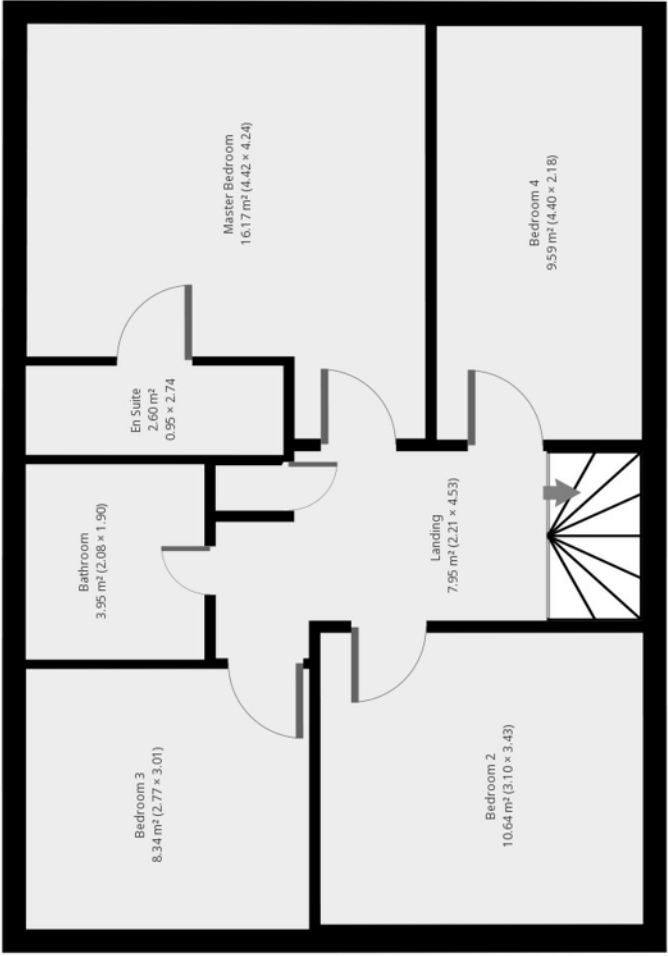 Master Bedroom
16.17 m² (4.42 × 4.24)
Bedroom 4
9.59 m² (4.40 × 2.18)
En Suite
2.60 m²
0.95 × 2.74
Bathroom
3.95 m² (2.08 × 1.90)
Landing
7.95 m² (2.21 × 4.53)
Bedroom 3
8.34 m² (2.77 × 3.01)
Bedroom 2
10.64 m² (3.10 × 3.43)